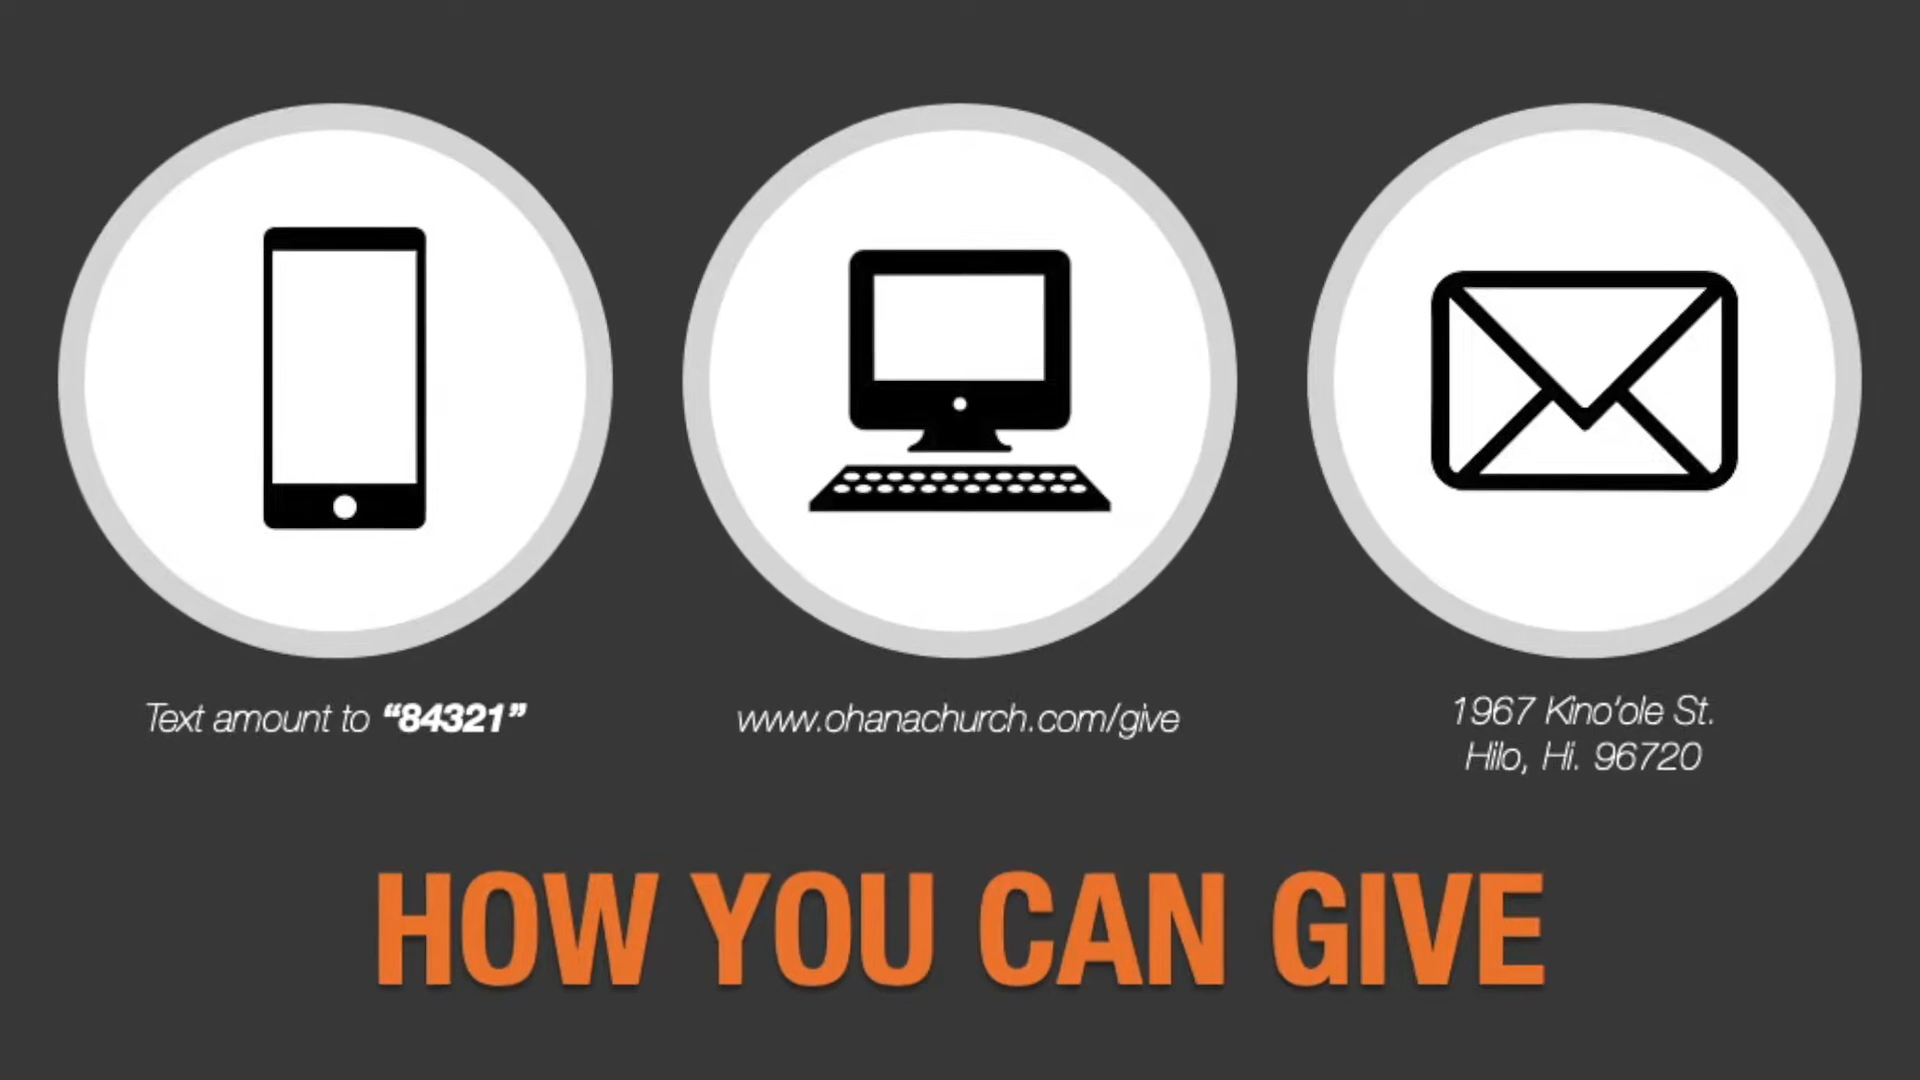 Text amount to “84321”
www.ohanachurch.com/give
1967 Kino’ole St.
Hilo, Hi. 96720
HOW YOU CAN GIVE